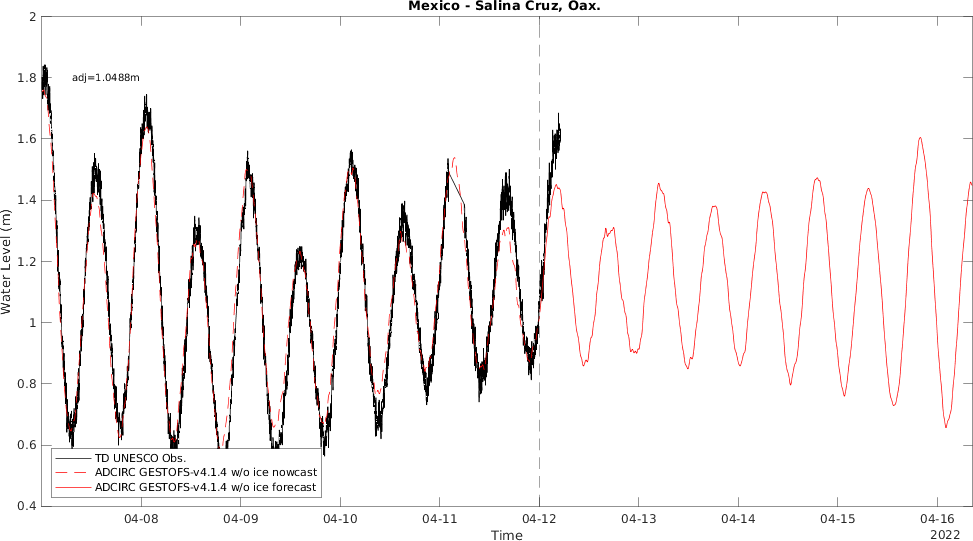 Mexico - Salina Cruz, Oax.
adj=1.0488m
Water Level (m)
2
1.8
1.6
1.4
1.2
1
0.8
0.6
0.4
TD UNESCO Obs.
ADCIRC GESTOFS-v4.1.4 w/o ice nowcast
ADCIRC GESTOFS-v4.1.4 w/o ice forecast
04-08 04-09 04-10 04-11 04-12 04-13 04-14 04-15 04-16
Time
2022